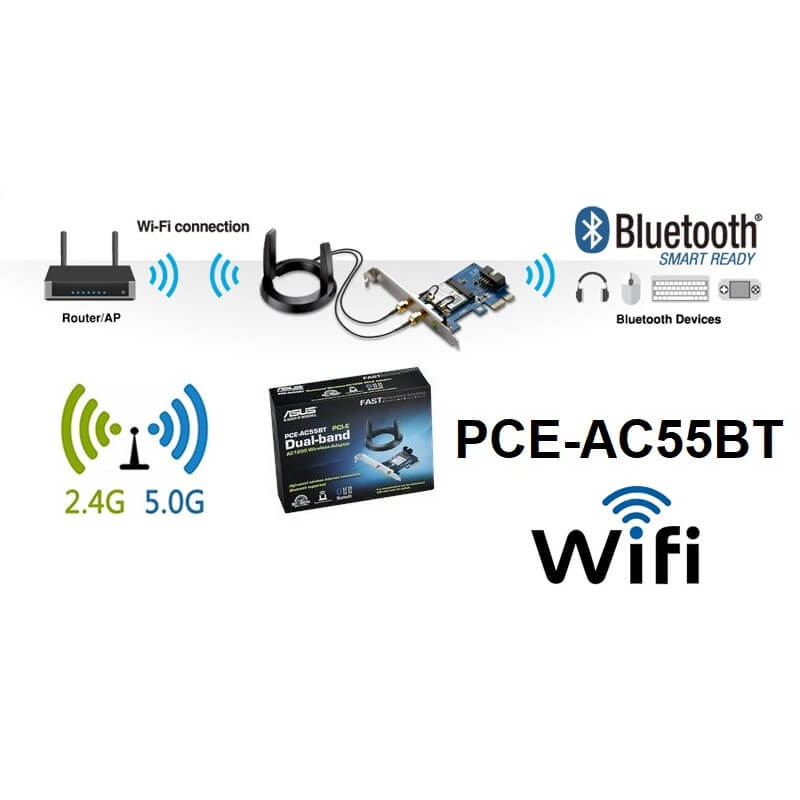 Wi-Fi connection
Bluetooth®
SMART READY
Router/AP
Bluetooth Devices
2.4G 5.0G
FAST
ASUS
PCE-AC55BT PCI-E
Dual-band
AC1200 Wireless Adapter
Bluetooth
PCE-AC55BT
Wifi